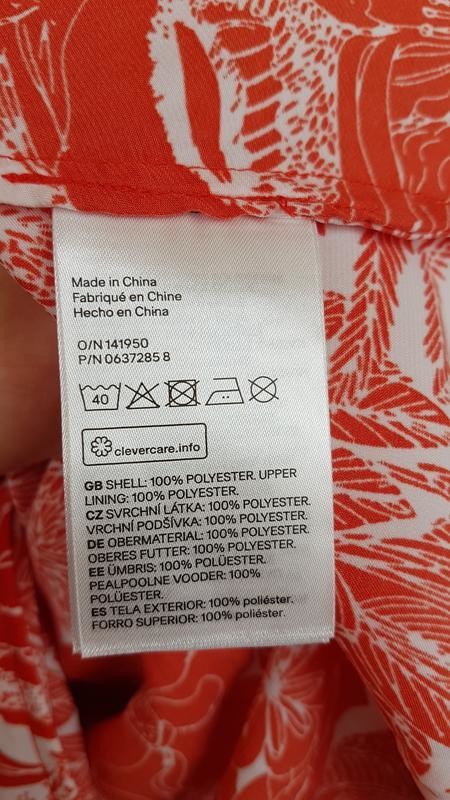 Made in China
Fabriqué en Chine
Hecho en China
O/N 141950
P/N 0637285 8
40
clevercare.info
GB SHELL: 100% POLYESTER. UPPER
LINING: 100% POLYESTER.
CZ SVRCHNÍ LÁTKA: 100% POLYESTER.
VRCHNÍ PODŠÍVKA: 100% POLYESTER.
DE OBERMATERIAL: 100% POLYESTER.
OBERES FUTTER: 100% POLYESTER.
EE ÜMBRIS: 100% POLÜESTER.
PEALPOOLNE VOODER: 100%
POLÜESTER.
ES TELA EXTERIOR: 100% poliéster.
FORRO SUPERIOR: 100% poliéster.